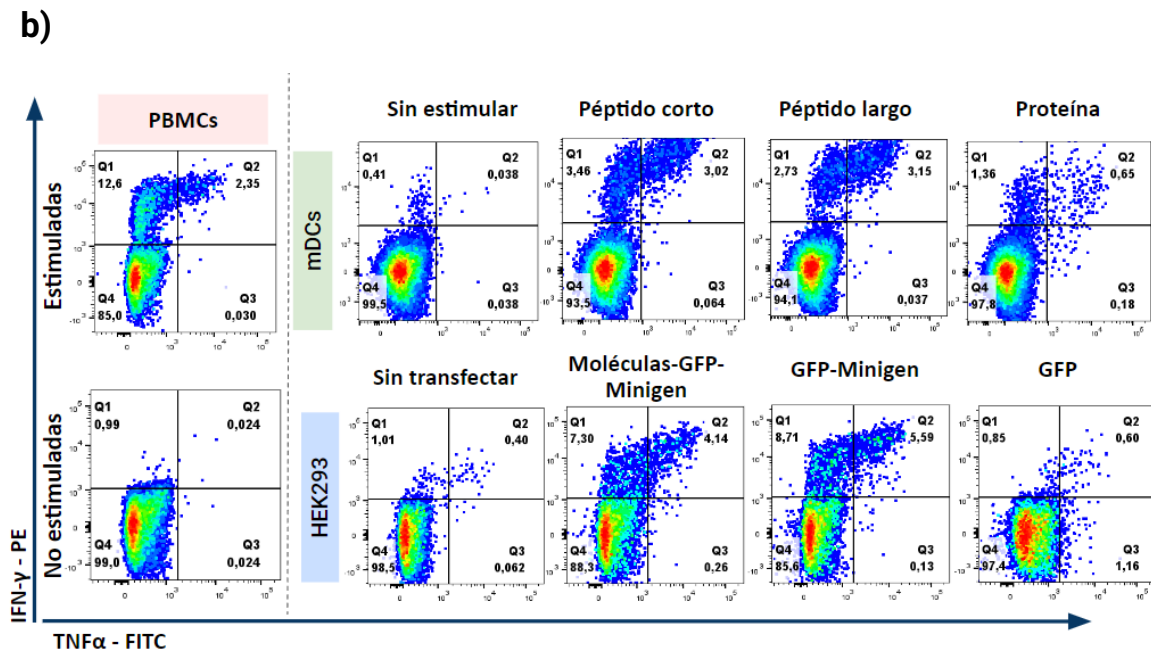 b)
PBMCs
Estimuladas
No estimuladas
IFN-γ - PE
TNFα - FITC
Q1
12,6
Q2
2,35
Q4
85,0
Q3
0,030
Q1
0,99
Q2
0,024
Q4
99,0
Q3
0,024
mDCs
Sin estimular
Q1
0,41
Q2
0,038
Q4
99,5
Q3
0,038
Péptido corto
Q1
3,46
Q2
3,02
Q4
93,5
Q3
0,064
Péptido largo
Q1
2,73
Q2
3,15
Q4
94,1
Q3
0,037
Proteína
Q1
1,36
Q2
0,65
Q4
97,8
Q3
0,18
HEK293
Sin transfectar
Q1
1,01
Q2
0,40
Q4
98,5
Q3
0,062
Moléculas-GFP-
Minigen
Q1
7,30
Q2
4,14
Q4
88,3
Q3
0,26
GFP-Minigen
Q1
8,71
Q2
5,59
Q4
85,6
Q3
0,13
GFP
Q1
0,85
Q2
0,60
Q4
97,4
Q3
1,16